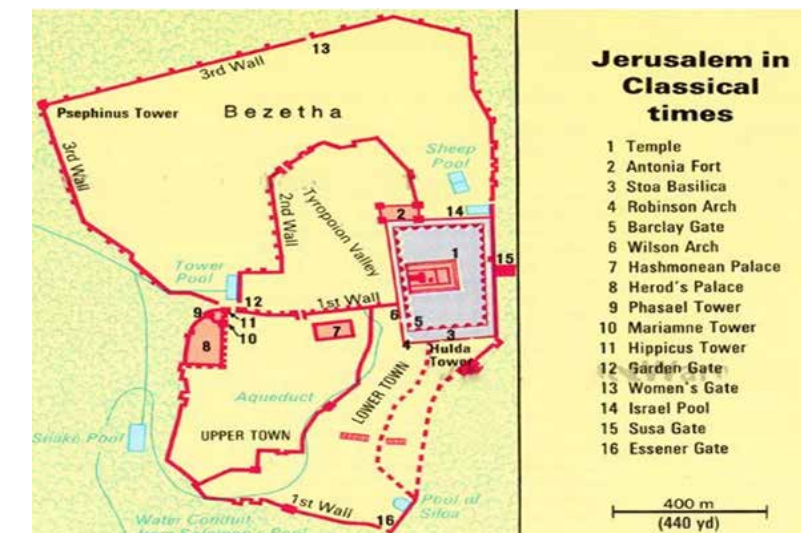 Jerusalem in
Classical
times
1 Temple
2 Antonia Fort
3 Stoa Basilica
4 Robinson Arch
5 Barclay Gate
6 Wilson Arch
7 Hashmonean Palace
8 Herod's Palace
9 Phasael Tower
10 Mariamne Tower
11 Hippicus Tower
12 Garden Gate
13 Women's Gate
14 Israel Pool
15 Susa Gate
16 Essener Gate
400 m
(440 yd)
13
3rd Wall
Psephinus Tower
Bezetha
3rd Wall
Sheep
Pool
2nd Wall
Tyropoion Valley
2
14
1
15
Tower
Pool
12
1st Wall
9
11
10
6
5
7
8
4
3
Hulda
Tower
Aqueduct
LOWER TOWN
UPPER TOWN
Snake Pool
1st Wall
16
Pool of
Siloa
Water Conduit
from Solomon's Pool